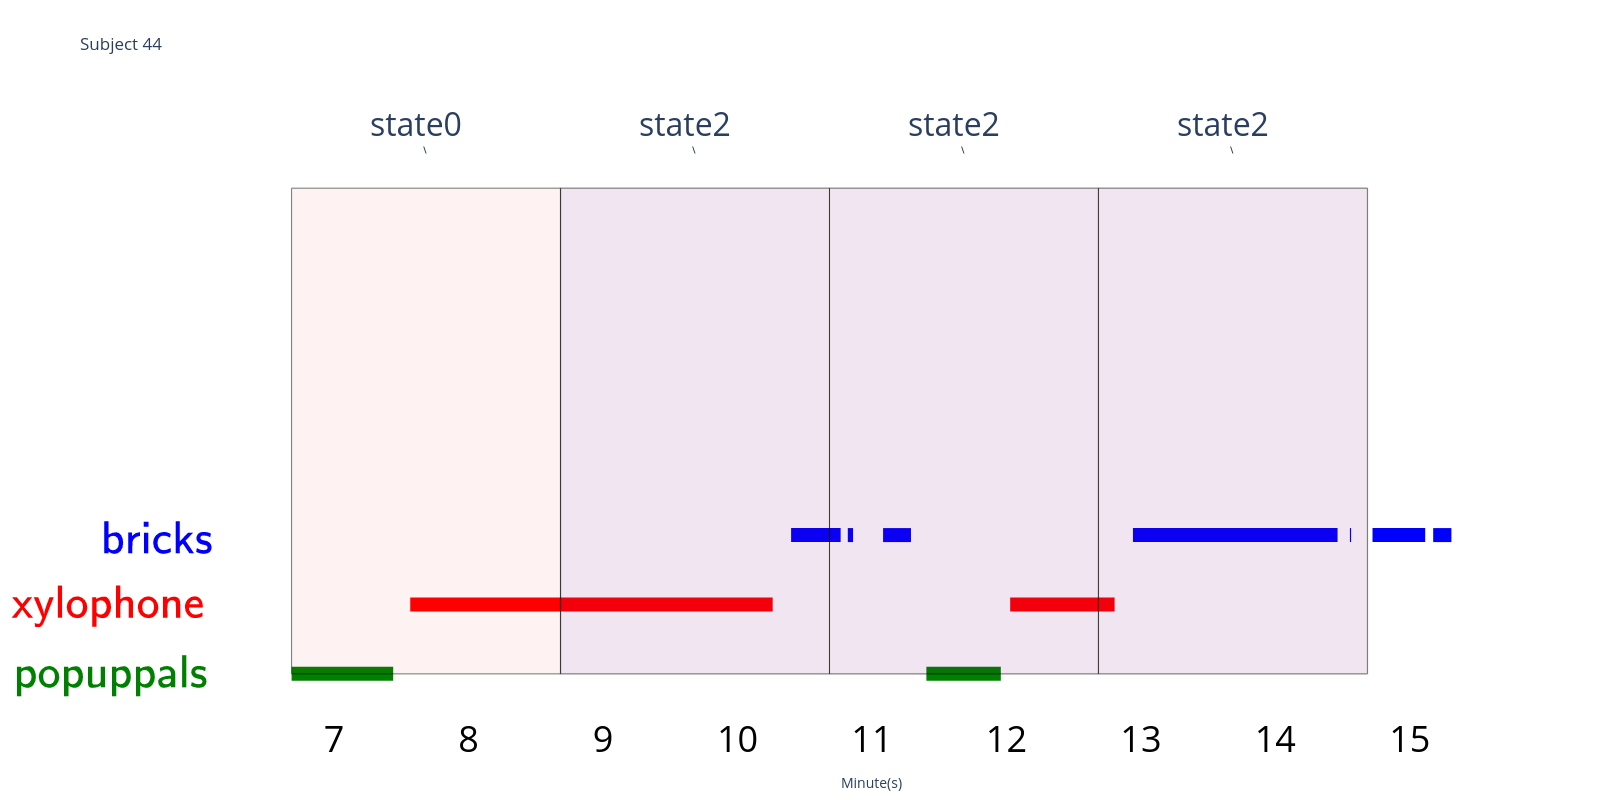 Subject 44
state0 state2 state2 state2
bricks
xylophone
popuppals
7 8 9 10 11 12 13 14 15
Minute(s)